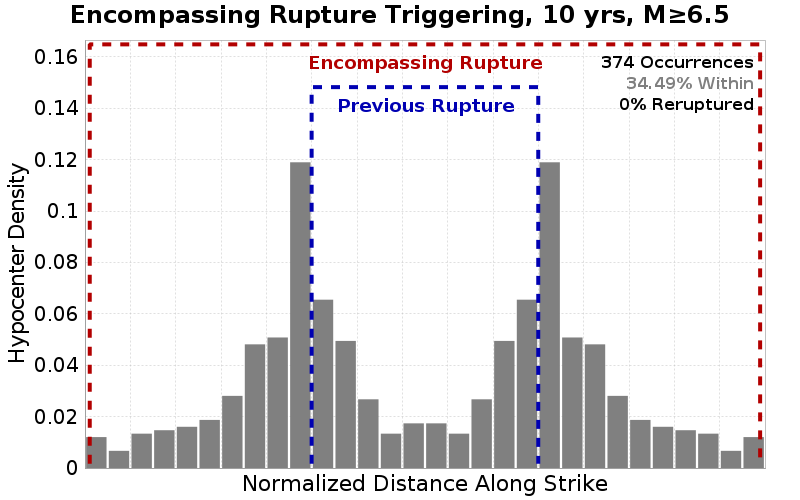 Encompassing Rupture Triggering, 10 yrs, M≥6.5
Encompassing Rupture
Previous Rupture
374 Occurrences
34.49% Within
0% Reruptured
Hypocenter Density
0.16
0.14
0.12
0.1
0.08
0.06
0.04
0.02
0
Normalized Distance Along Strike